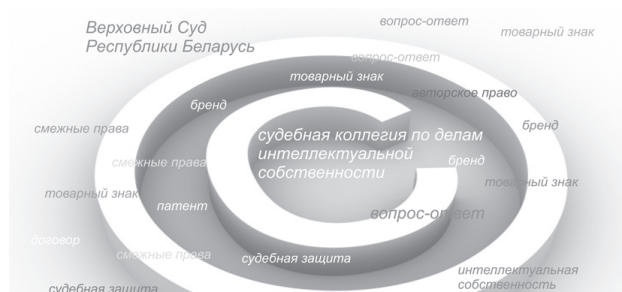 Верховный Суд
Республики Беларусь
вопрос-ответ
товарный знак
вопрос-ответ
товарный знак
авторское право
бренд
бренд
смежные права
судебная коллегия по делам
интеллектуальной
собственности
смежные права
бренд
товарный знак
товарный знак
патент
вопрос-ответ
договор
смежные права
судебная защита
интеллектуальная
собственность
судебная защита